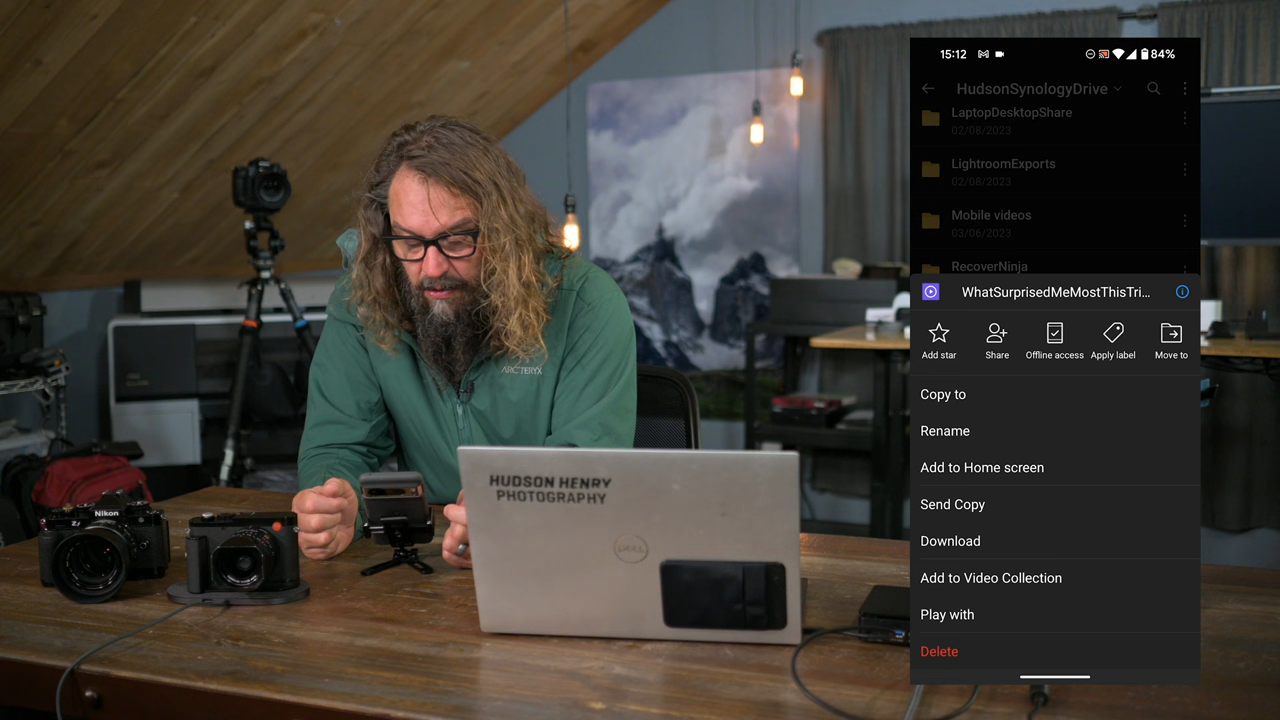 15:12
84%
HudsonSynologyDrive
LaptopDesktopShare
02/08/2023
LightroomExports
02/08/2023
Mobile videos
03/06/2023
RecoverNinja
WhatSurprisedMeMostThisTri...
Add star
Share
Offline access
Apply label
Move to
Copy to
Rename
Add to Home screen
Send Copy
Download
Add to Video Collection
Play with
Delete
ARC'TERYX
HUDSON HENRY
PHOTOGRAPHY
DELL
Nikon
Zf